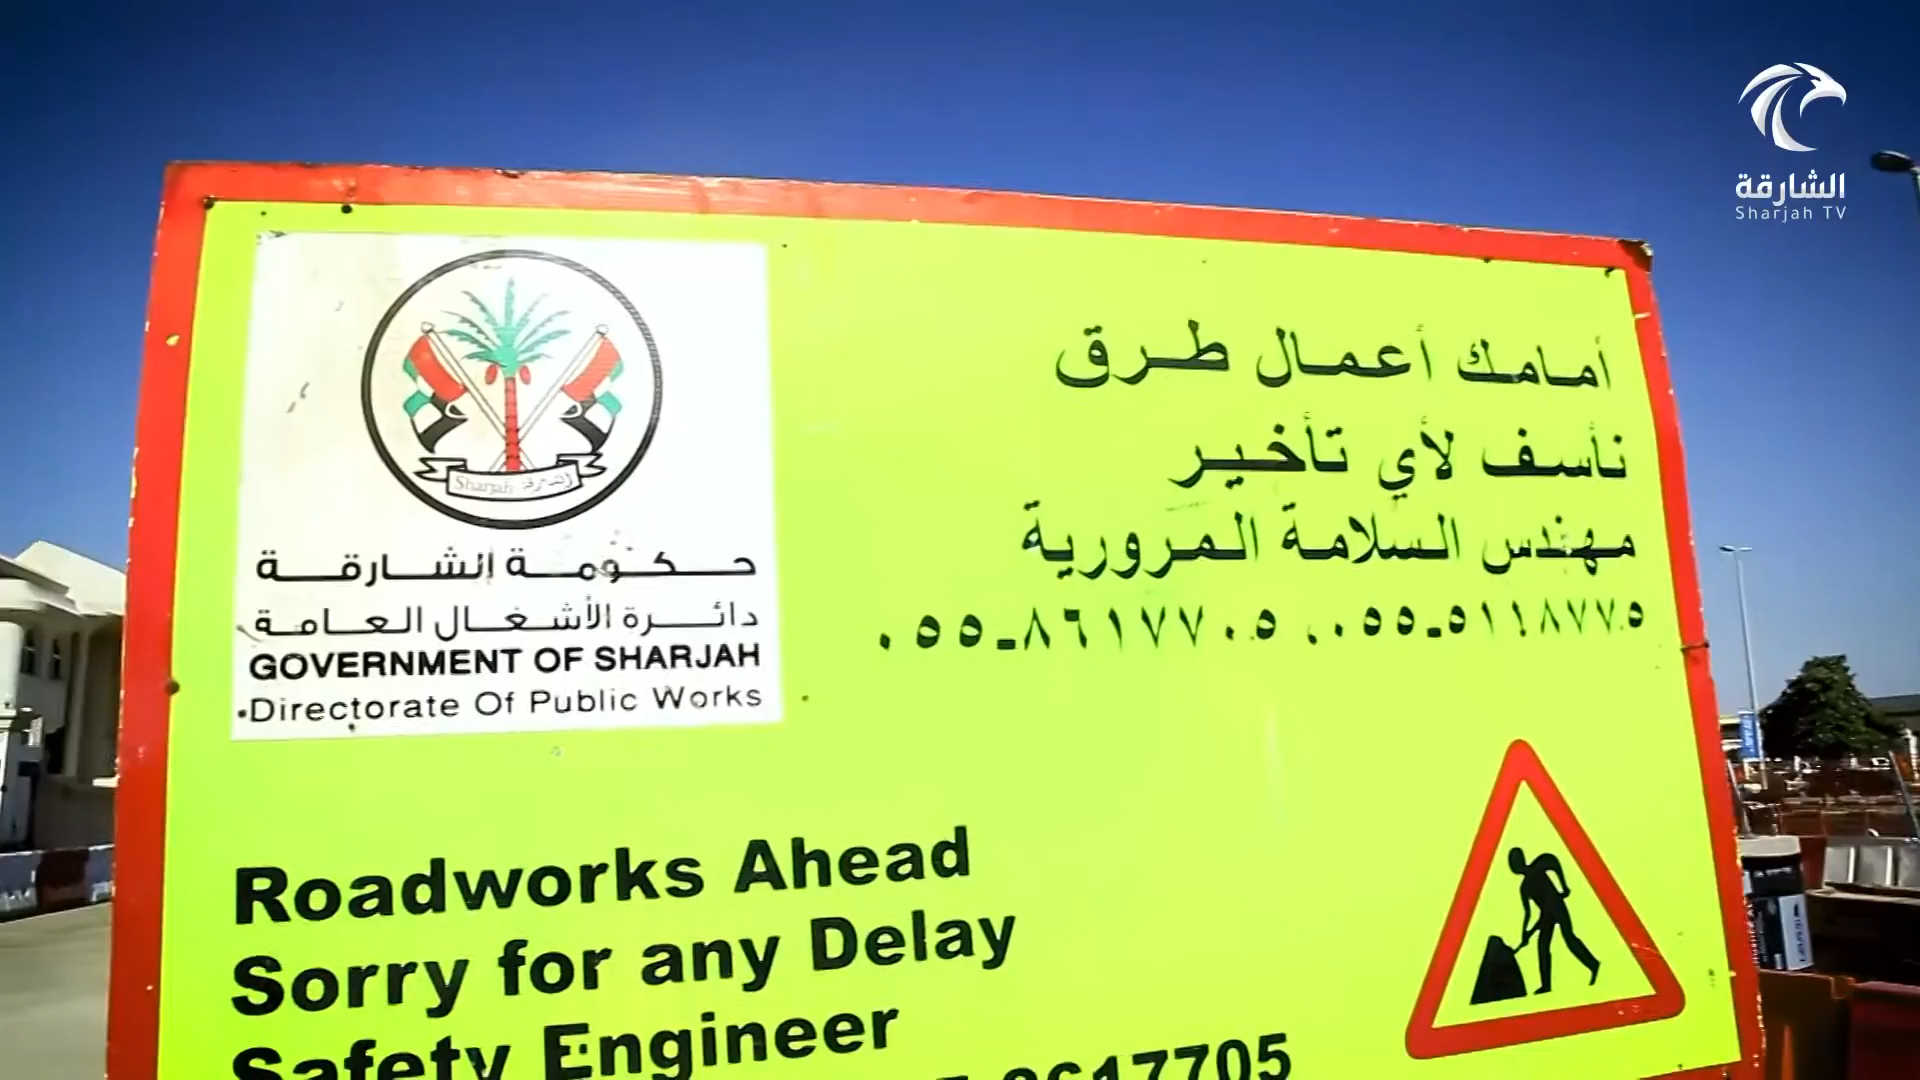 الشارقة
Sharjah TV
Sharjah الشارقة
حكومة الشارقة
دائرة الأشغال العامة
GOVERNMENT OF SHARJAH
Directorate Of Public Works
أمامك أعمال طرق
نأسف لأي تأخير
مهندس السلامة المرورية
٠٥٥-٨٦١٧٧٠٥ ،٠٥٥-٥١١٨٧٧٥
Roadworks Ahead
Sorry for any Delay
Safety Engineer
8617705